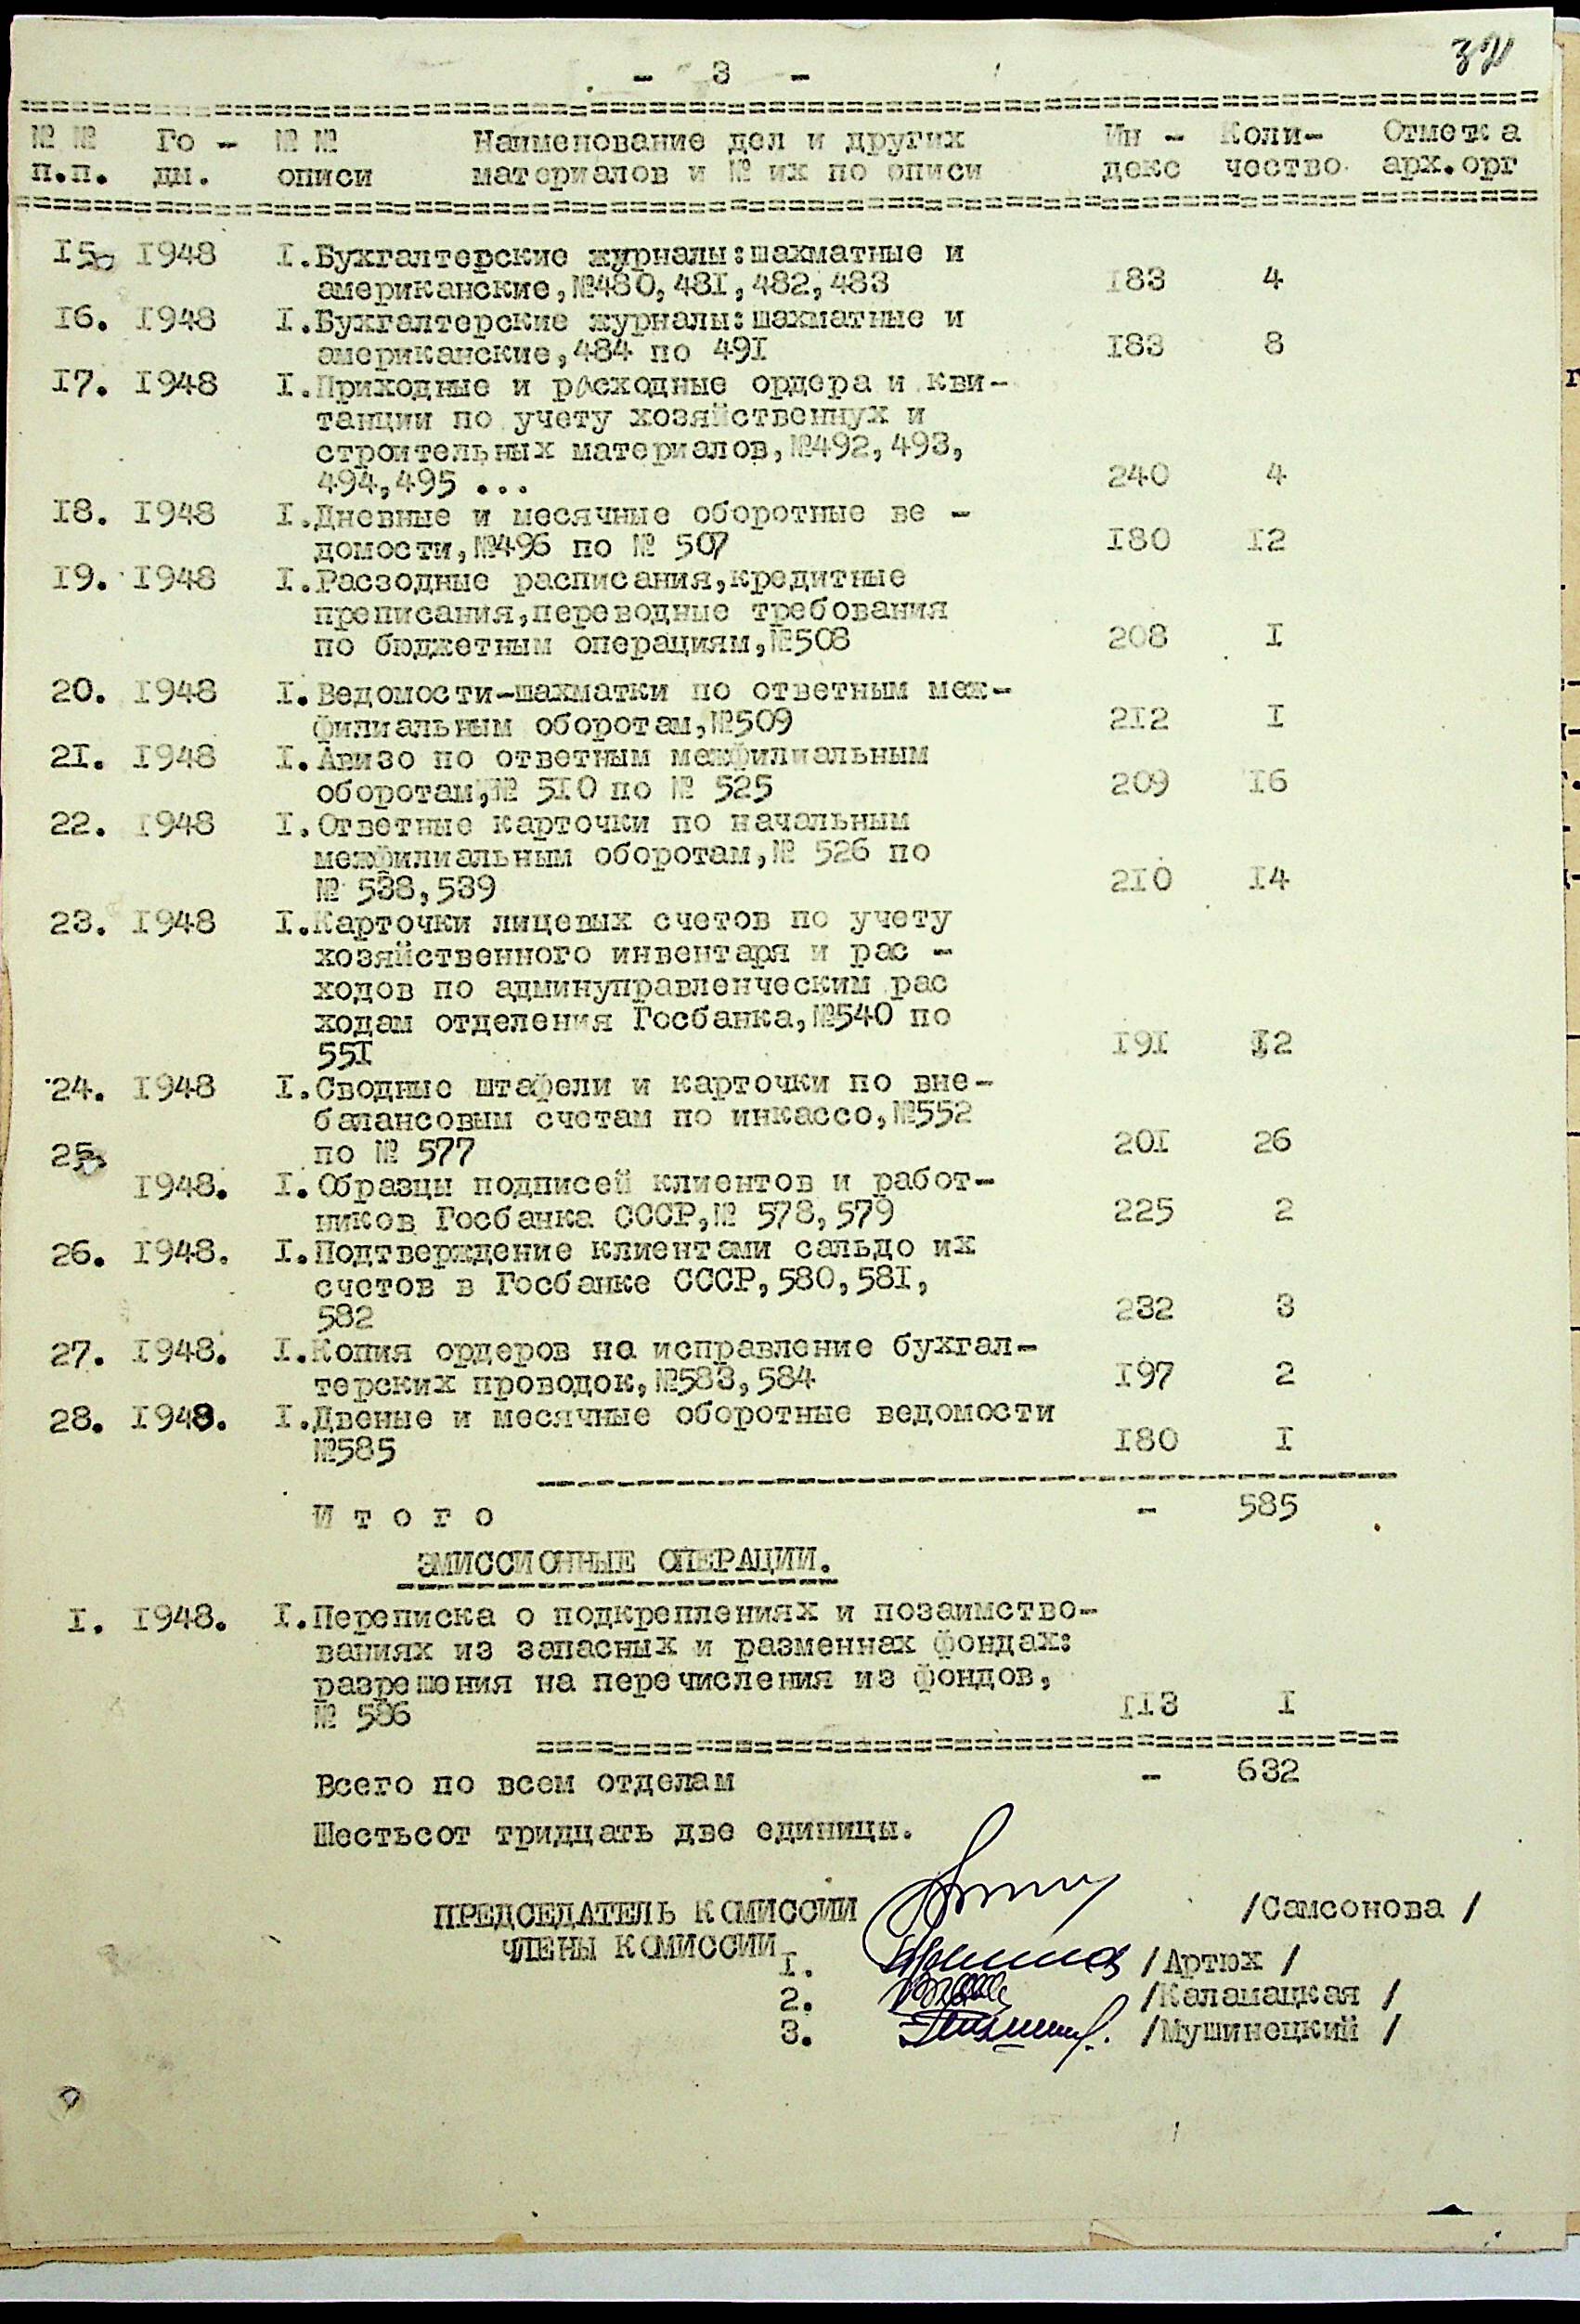 - 3 -
№ № Го - № № Наименование дел и других Ин - Коли- Отметка
п.п. ды. описи материалов и № их по описи декс чество арх.орг
15. 1948 I.Бухгалтерские журналы:шахматные и
американские,№480,481,482,483 183 4
16. 1948 I.Бухгалтерские журналы:шахматные и
американские,484 по 491 183 8
17. 1948 I.Приходные и расходные ордера и кви-
танции по учету хозяйственнух и
строительных материалов,№492,493,
494,495 ... 240 4
18. 1948 I.Дневные и месячные оборотные ве -
домости,№496 по № 507 180 12
19. 1948 I.Расзодные расписания,кредитные
преписания,переводные требования
по бюджетным операциям,№508 208 I
20. 1948 I.Ведомости-шахматки по ответным меж-
филиальным оборотам,№509 212 I
21. 1948 I.Авизо по ответным межфилиальным
оборотам,№ 510 по № 525 209 16
22. 1948 I.Ответные карточки по начальным
межфилиальным оборотам,№ 526 по
№ 538,539 210 14
23. 1948 I.Карточки лицевых счетов по учету
хозяйственного инвентаря и рас -
ходов по админуправленческим рас
ходам отделения Госбанка,№540 по
551 191 12
24. 1948 I.Сводные штафели и карточки по вне-
балансовым счетам по инкассо,№552
25. по № 577 201 26
1948. I.Образцы подписей клиентов и работ-
ников Госбанка СССР,№ 578,579 225 2
26. 1948. I.Подтверждение клиентами сальдо их
счетов в Госбанке СССР,580,581,
582 232 3
27. 1948. I.Копия ордеров на исправление бухгал-
терских проводок,№583,584 197 2
28. 1948. I.Двеные и месячные оборотные ведомости
№585 180 I
И т о г о - 585
ЭМИССИОННЫЕ ОПЕРАЦИИ.
I. 1948. I.Переписка о подкреплениях и позаимство-
ваниях из запасных и разменнах фондах:
разрешения на перечисления из фондов,
№ 586 113 I
Всего по всем отделам - 632
Шестьсот тридцать две единицы.
ПРЕДСЕДАТЕЛЬ КОМИССИИ /Самсонова /
ЧЛЕНЫ КОМИССИИ
I. /Артюх /
2. /Каламацкая /
3. /Мушинецкий /